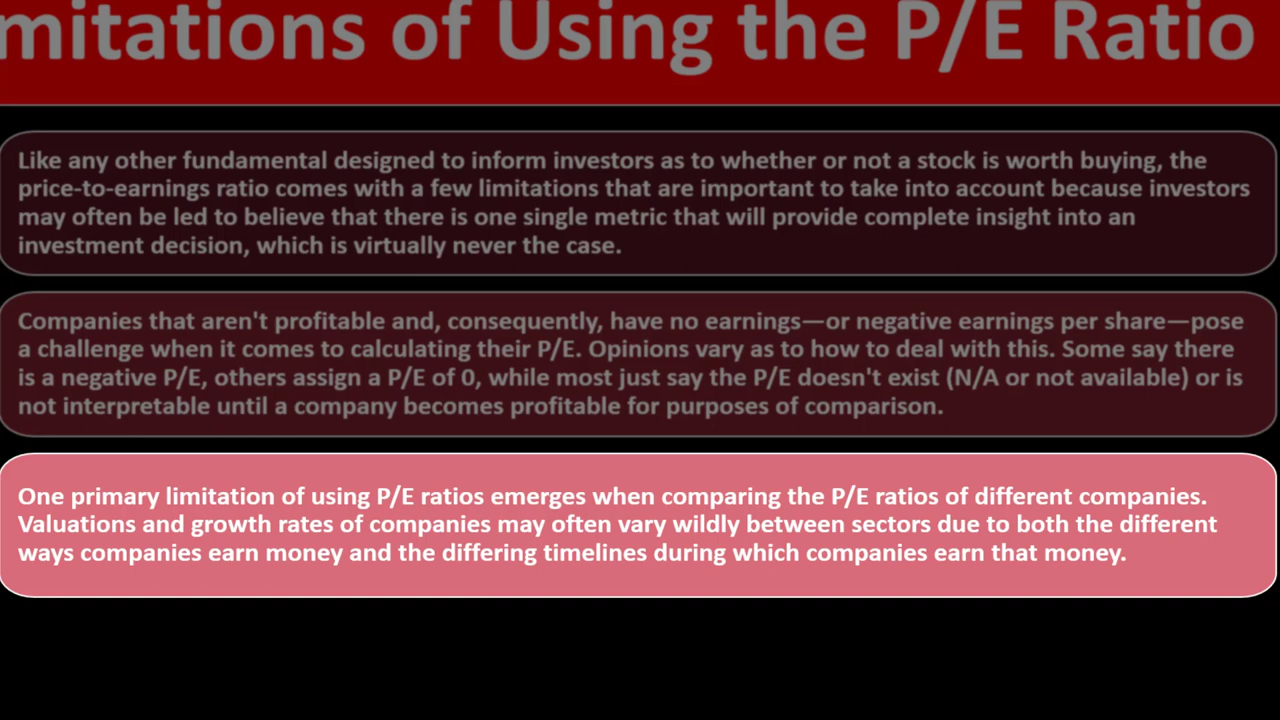 mitations of Using the P/E Ratio
Like any other fundamental designed to inform investors as to whether or not a stock is worth buying, the
price-to-earnings ratio comes with a few limitations that are important to take into account because investors
may often be led to believe that there is one single metric that will provide complete insight into an
investment decision, which is virtually never the case.
Companies that aren't profitable and, consequently, have no earnings—or negative earnings per share—pose
a challenge when it comes to calculating their P/E. Opinions vary as to how to deal with this. Some say there
is a negative P/E, others assign a P/E of 0, while most just say the P/E doesn't exist (N/A or not available) or is
not interpretable until a company becomes profitable for purposes of comparison.
One primary limitation of using P/E ratios emerges when comparing the P/E ratios of different companies.
Valuations and growth rates of companies may often vary wildly between sectors due to both the different
ways companies earn money and the differing timelines during which companies earn that money.